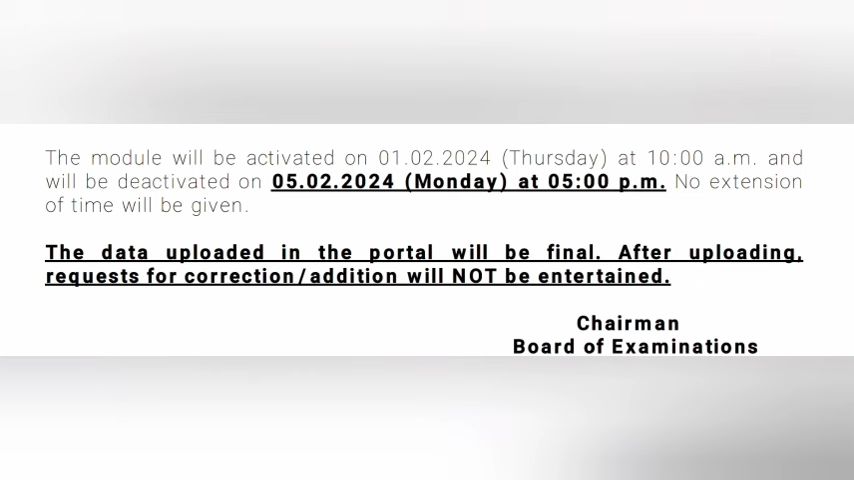 The module will be activated on 01.02.2024 (Thursday) at 10:00 a.m. and
will be deactivated on 05.02.2024 (Monday) at 05:00 p.m. No extension
of time will be given.
The data uploaded in the portal will be final. After uploading,
requests for correction/addition will NOT be entertained.
Chairman
Board of Examinations